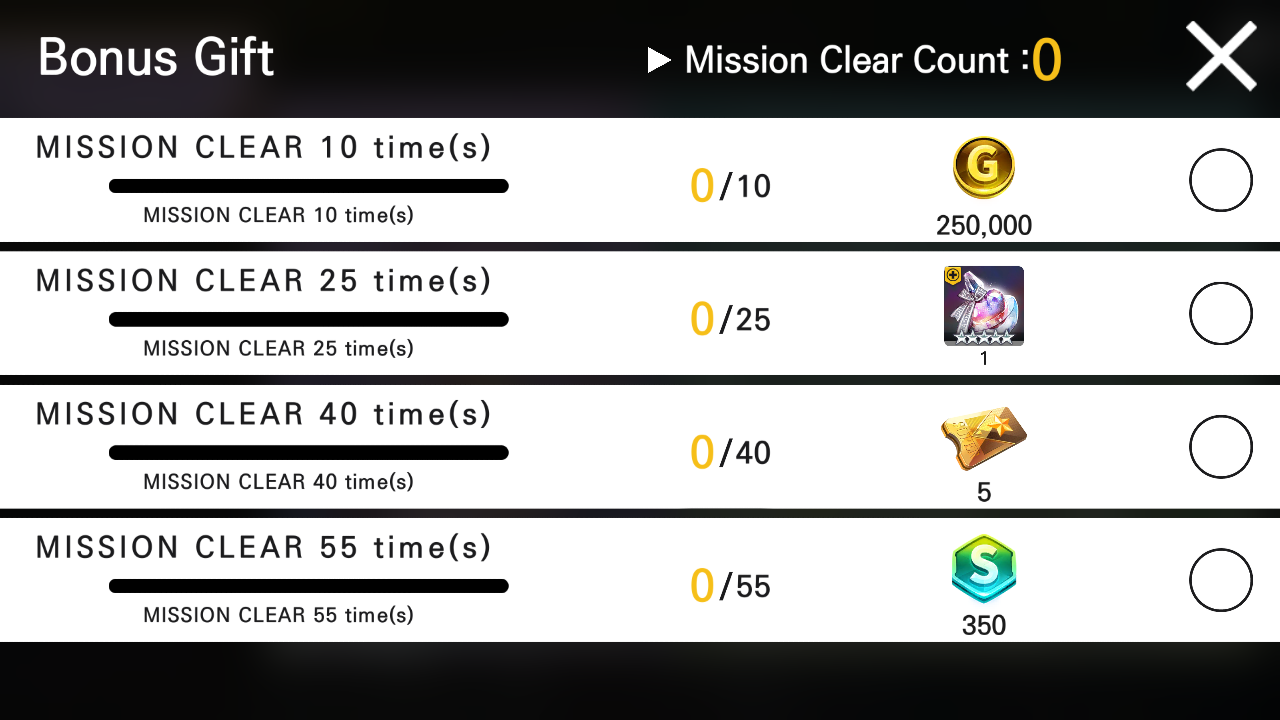 Bonus Gift
Mission Clear Count :0
MISSION CLEAR 10 time(s)
MISSION CLEAR 10 time(s)
0/10
G
250,000
MISSION CLEAR 25 time(s)
MISSION CLEAR 25 time(s)
0/25
1
MISSION CLEAR 40 time(s)
MISSION CLEAR 40 time(s)
0/40
5
MISSION CLEAR 55 time(s)
MISSION CLEAR 55 time(s)
0/55
S
350